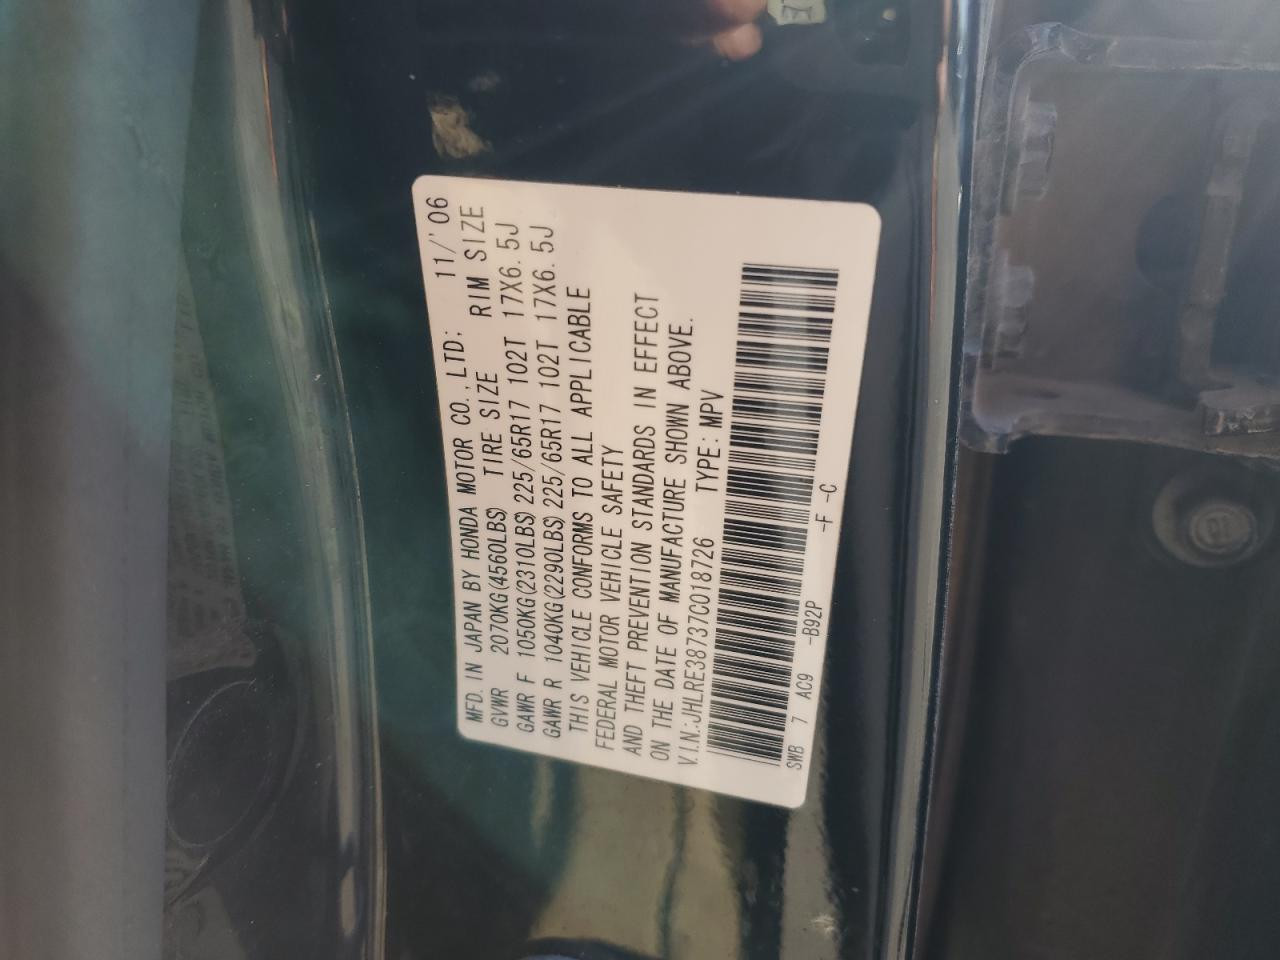 MFD. IN JAPAN BY HONDA MOTOR CO., LTD: 11/'06
GVWR 2070KG(4560LBS) TIRE SIZE RIM SIZE
GAWR F 1050KG(2310LBS) 225/65R17 102T 17X6.5J
GAWR R 1040KG(2290LBS) 225/65R17 102T 17X6.5J
THIS VEHICLE CONFORMS TO ALL APPLICABLE
FEDERAL MOTOR VEHICLE SAFETY
AND THEFT PREVENTION STANDARDS IN EFFECT
ON THE DATE OF MANUFACTURE SHOWN ABOVE.
V.I.N.:JHLRE38737C018726 TYPE:MPV
SWB 7 AC9 -B92P -F -C